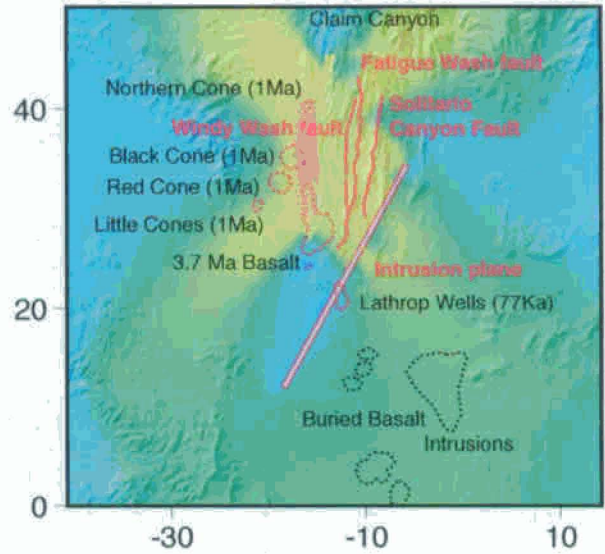 Claim Canyon
Fatigue Wash fault
Northern Cone (1Ma)
40
Solitario
Windy Wash fault
Canyon Fault
Black Cone (1Ma)
Red Cone (1Ma)
Little Cones (1Ma)
3.7 Ma Basalt
Intrusion plane
20
Lathrop Wells (77Ka)
Buried Basalt
Intrusions
0
-30
-10
10